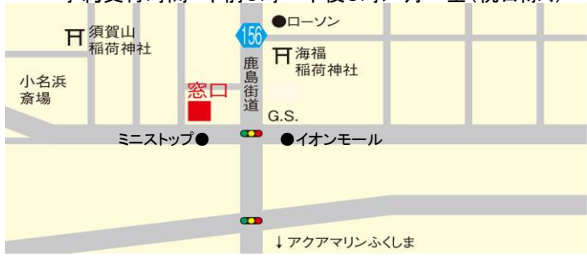 ●ローソン
須賀山
稲荷神社
156
海福
稲荷神社
鹿島街道
小名浜
斎場
窓口
G.S.
ミニストップ●
●イオンモール
↓アクアマリンふくしま